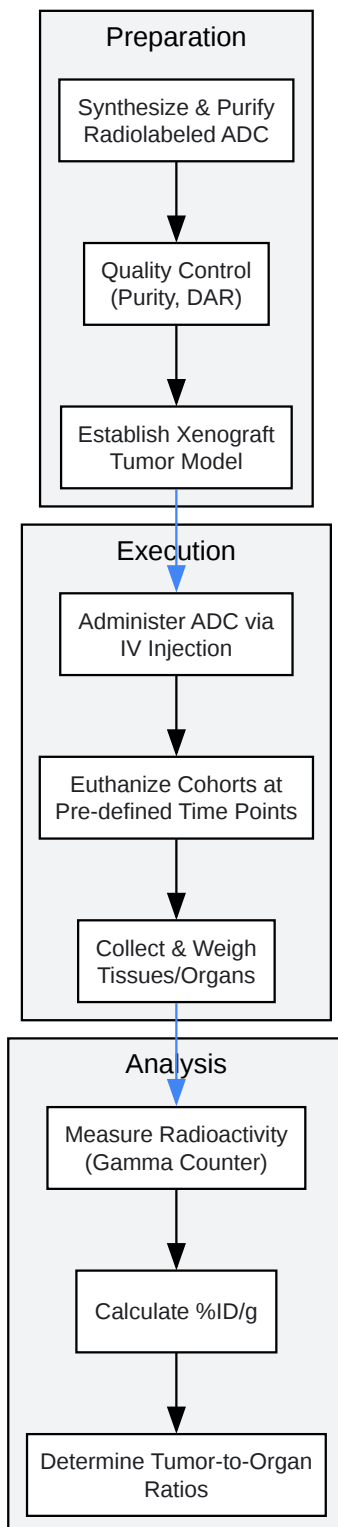 Preparation
Synthesize & Purify
Radiolabeled ADC
Quality Control
(Purity, DAR)
Establish Xenograft
Tumor Model
Execution
Administer ADC via
IV Injection
Euthanize Cohorts at
Pre-defined Time Points
Collect & Weigh
Tissues/Organs
Analysis
Measure Radioactivity
(Gamma Counter)
Calculate %ID/g
Determine Tumor-to-Organ
Ratios